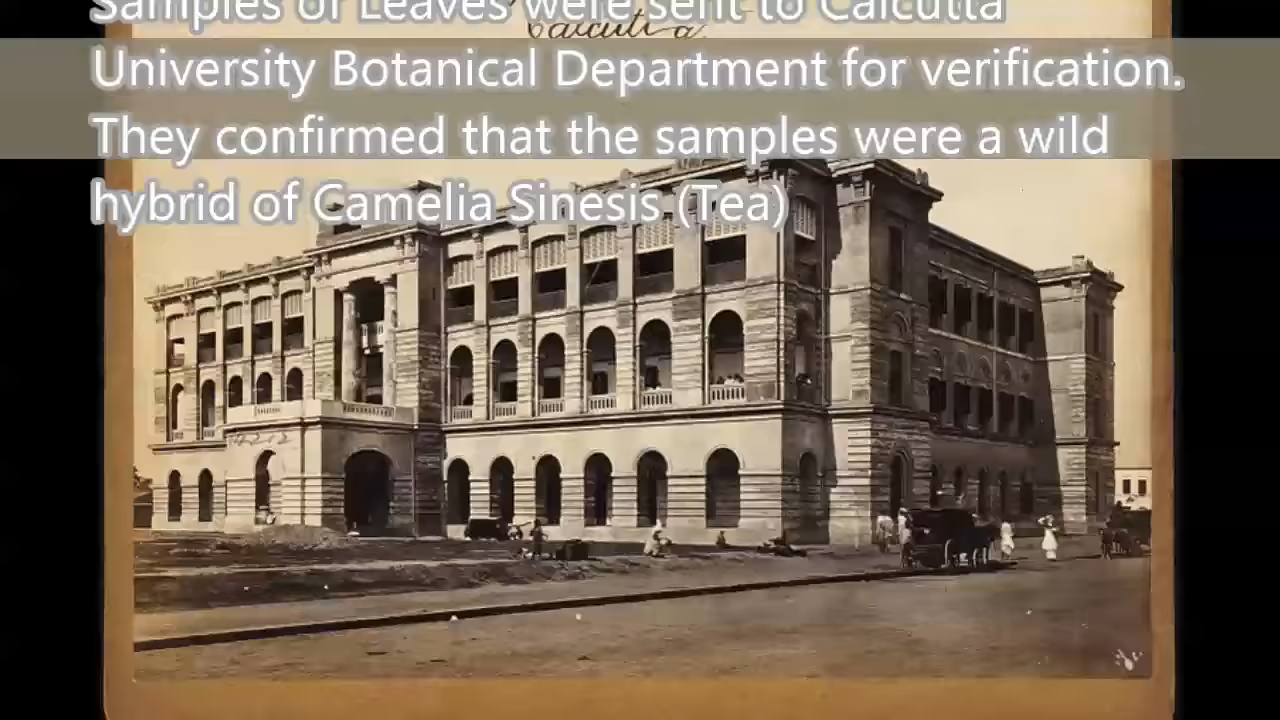 Samples of Leaves were sent to Calcutta
Calcutta.
University Botanical Department for verification.
They confirmed that the samples were a wild
hybrid of Camelia Sinesis (Tea)